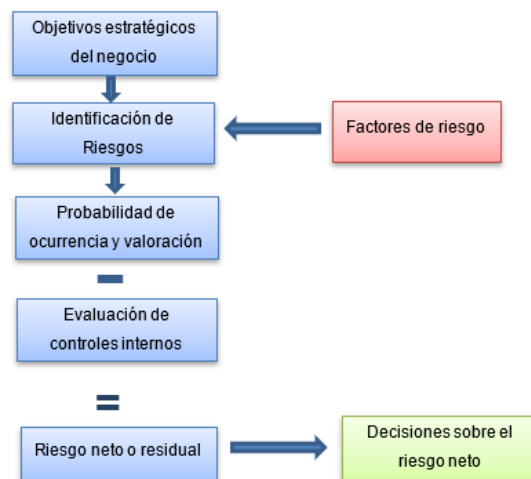 Objetivos estratégicos
del negocio
Identificación de
Riesgos
Factores de riesgo
Probabilidad de
ocurrencia y valoración
–
Evaluación de
controles internos
=
Riesgo neto o residual
Decisiones sobre el
riesgo neto